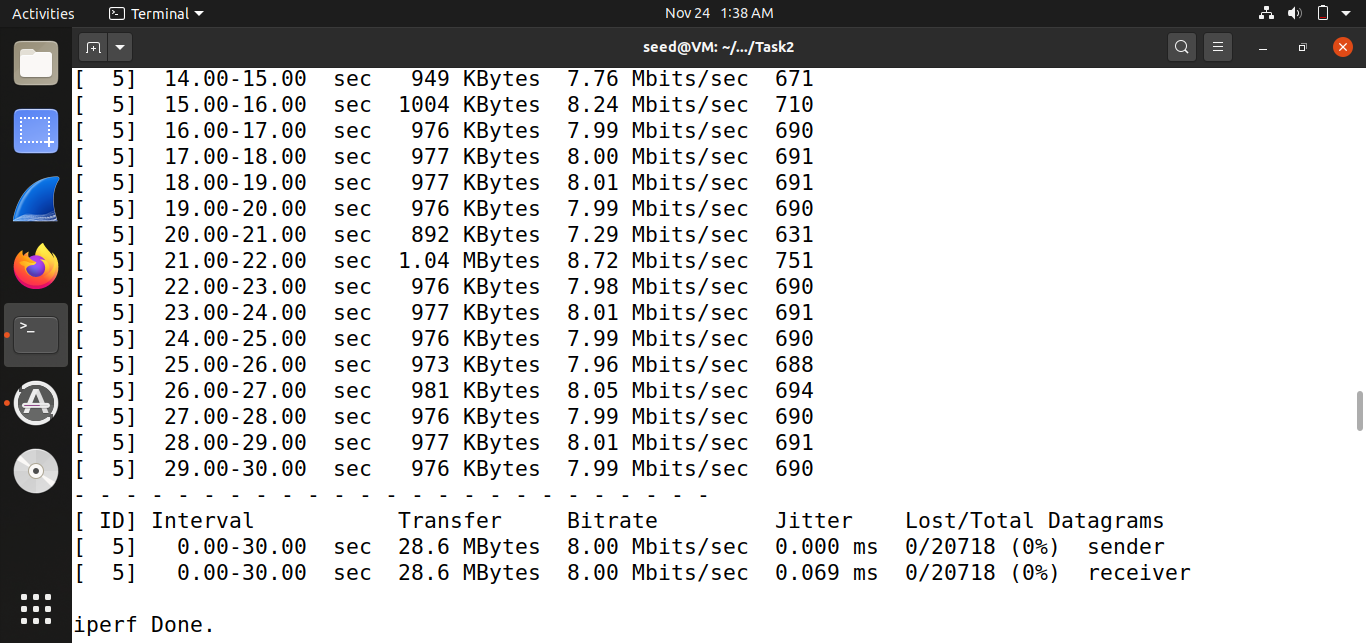 Activities Terminal Nov 24 1:38 AM
seed@VM: ~/.../Task2
[  5]  14.00-15.00  sec   949 KBytes  7.76 Mbits/sec  671
[  5]  15.00-16.00  sec  1004 KBytes  8.24 Mbits/sec  710
[  5]  16.00-17.00  sec   976 KBytes  7.99 Mbits/sec  690
[  5]  17.00-18.00  sec   977 KBytes  8.00 Mbits/sec  691
[  5]  18.00-19.00  sec   977 KBytes  8.01 Mbits/sec  691
[  5]  19.00-20.00  sec   976 KBytes  7.99 Mbits/sec  690
[  5]  20.00-21.00  sec   892 KBytes  7.29 Mbits/sec  631
[  5]  21.00-22.00  sec  1.04 MBytes  8.72 Mbits/sec  751
[  5]  22.00-23.00  sec   976 KBytes  7.98 Mbits/sec  690
[  5]  23.00-24.00  sec   977 KBytes  8.01 Mbits/sec  691
[  5]  24.00-25.00  sec   976 KBytes  7.99 Mbits/sec  690
[  5]  25.00-26.00  sec   973 KBytes  7.96 Mbits/sec  688
[  5]  26.00-27.00  sec   981 KBytes  8.05 Mbits/sec  694
[  5]  27.00-28.00  sec   976 KBytes  7.99 Mbits/sec  690
[  5]  28.00-29.00  sec   977 KBytes  8.01 Mbits/sec  691
[  5]  29.00-30.00  sec   976 KBytes  7.99 Mbits/sec  690
- - - - - - - - - - - - - - - - - - - - - - - - -
[ ID] Interval           Transfer     Bitrate         Jitter    Lost/Total Datagrams
[  5]   0.00-30.00  sec  28.6 MBytes  8.00 Mbits/sec  0.000 ms  0/20718 (0%)  sender
[  5]   0.00-30.00  sec  28.6 MBytes  8.00 Mbits/sec  0.069 ms  0/20718 (0%)  receiver
iperf Done.